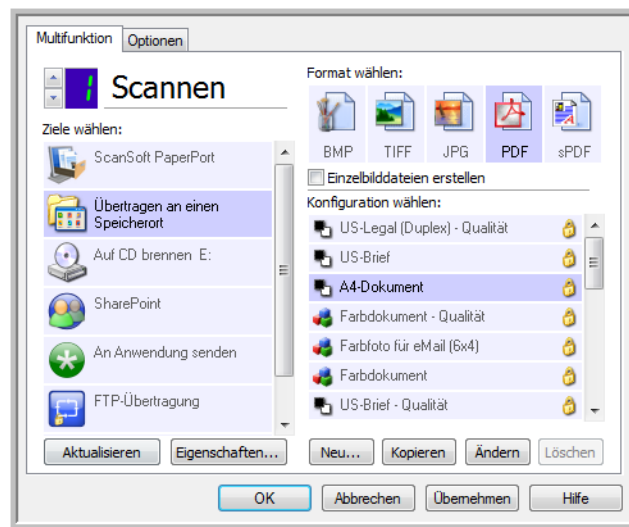 Multifunktion
Optionen
1
Scannen
Ziele wählen:
ScanSoft PaperPort
Übertragen an einen
Speicherort
Auf CD brennen E:
SharePoint
An Anwendung senden
FTP-Übertragung
Aktualisieren
Eigenschaften...
Format wählen:
BMP
TIFF
JPG
PDF
sPDF
Einzelbilddateien erstellen
Konfiguration wählen:
US-Legal (Duplex) - Qualität
US-Brief
A4-Dokument
Farbdokument - Qualität
Farbfoto für eMail (6x4)
Farbdokument
US-Brief - Qualität
Neu...
Kopieren
Ändern
Löschen
OK
Abbrechen
Übernehmen
Hilfe